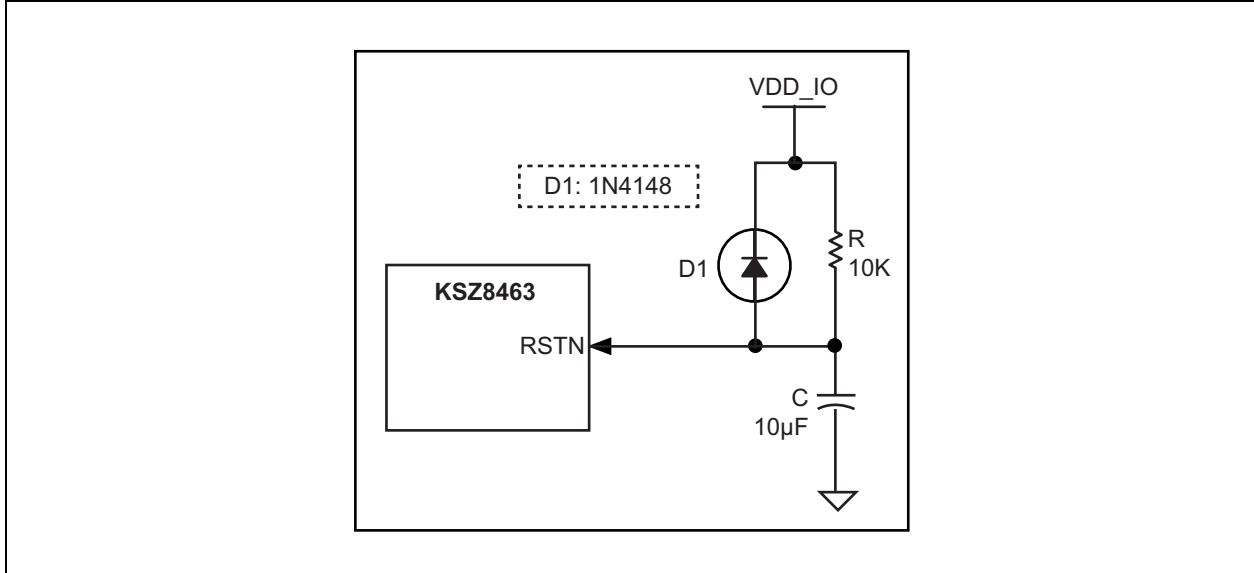 VDD_IO
D1: 1N4148
D1
R
10K
KSZ8463
RSTN
C
10µF